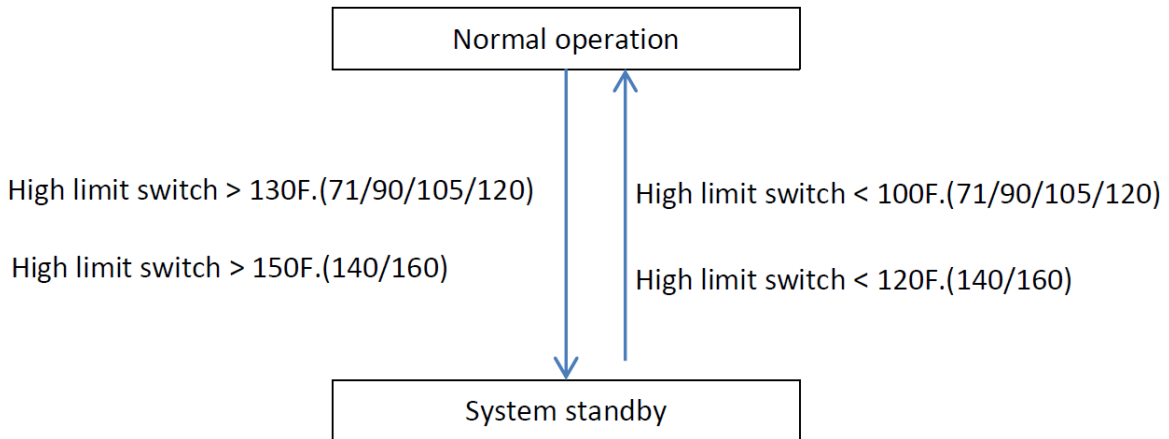 Normal operation
High limit switch > 130F.(71/90/105/120)
High limit switch < 100F.(71/90/105/120)
High limit switch > 150F.(140/160)
High limit switch < 120F.(140/160)
System standby